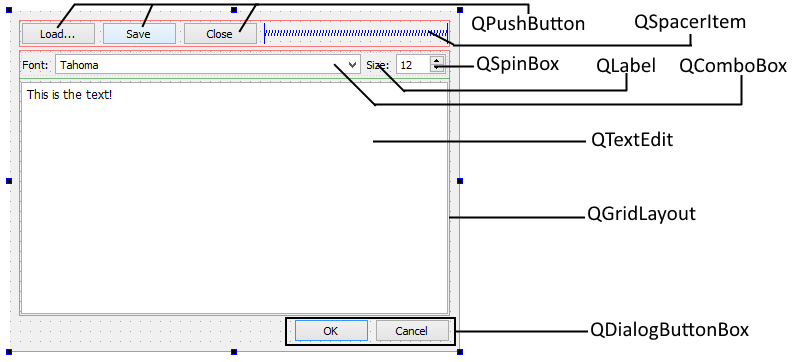 Load... Save Close QPushButton QSpacerItem
Font: Tahoma Size: 12 QSpinBox QLabel QComboBox
This is the text!
QTextEdit
QGridLayout
OK Cancel QDialogButtonBox